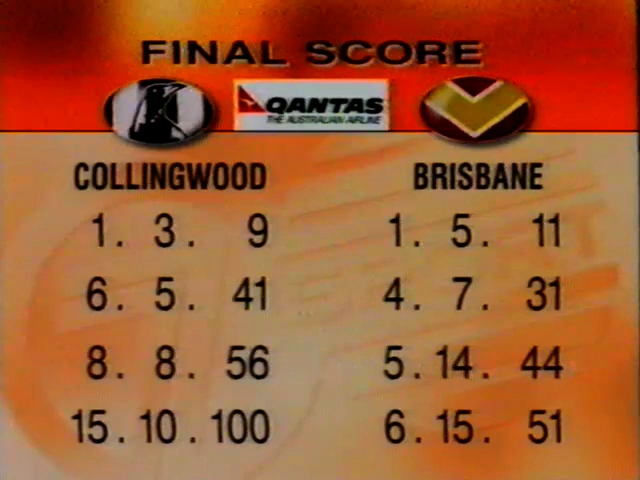 FINAL SCORE
QANTAS
THE AUSTRALIAN AIRLINE
COLLINGWOOD BRISBANE
1. 3. 9 1. 5. 11
6. 5. 41 4. 7. 31
8. 8. 56 5. 14. 44
15. 10. 100 6. 15. 51